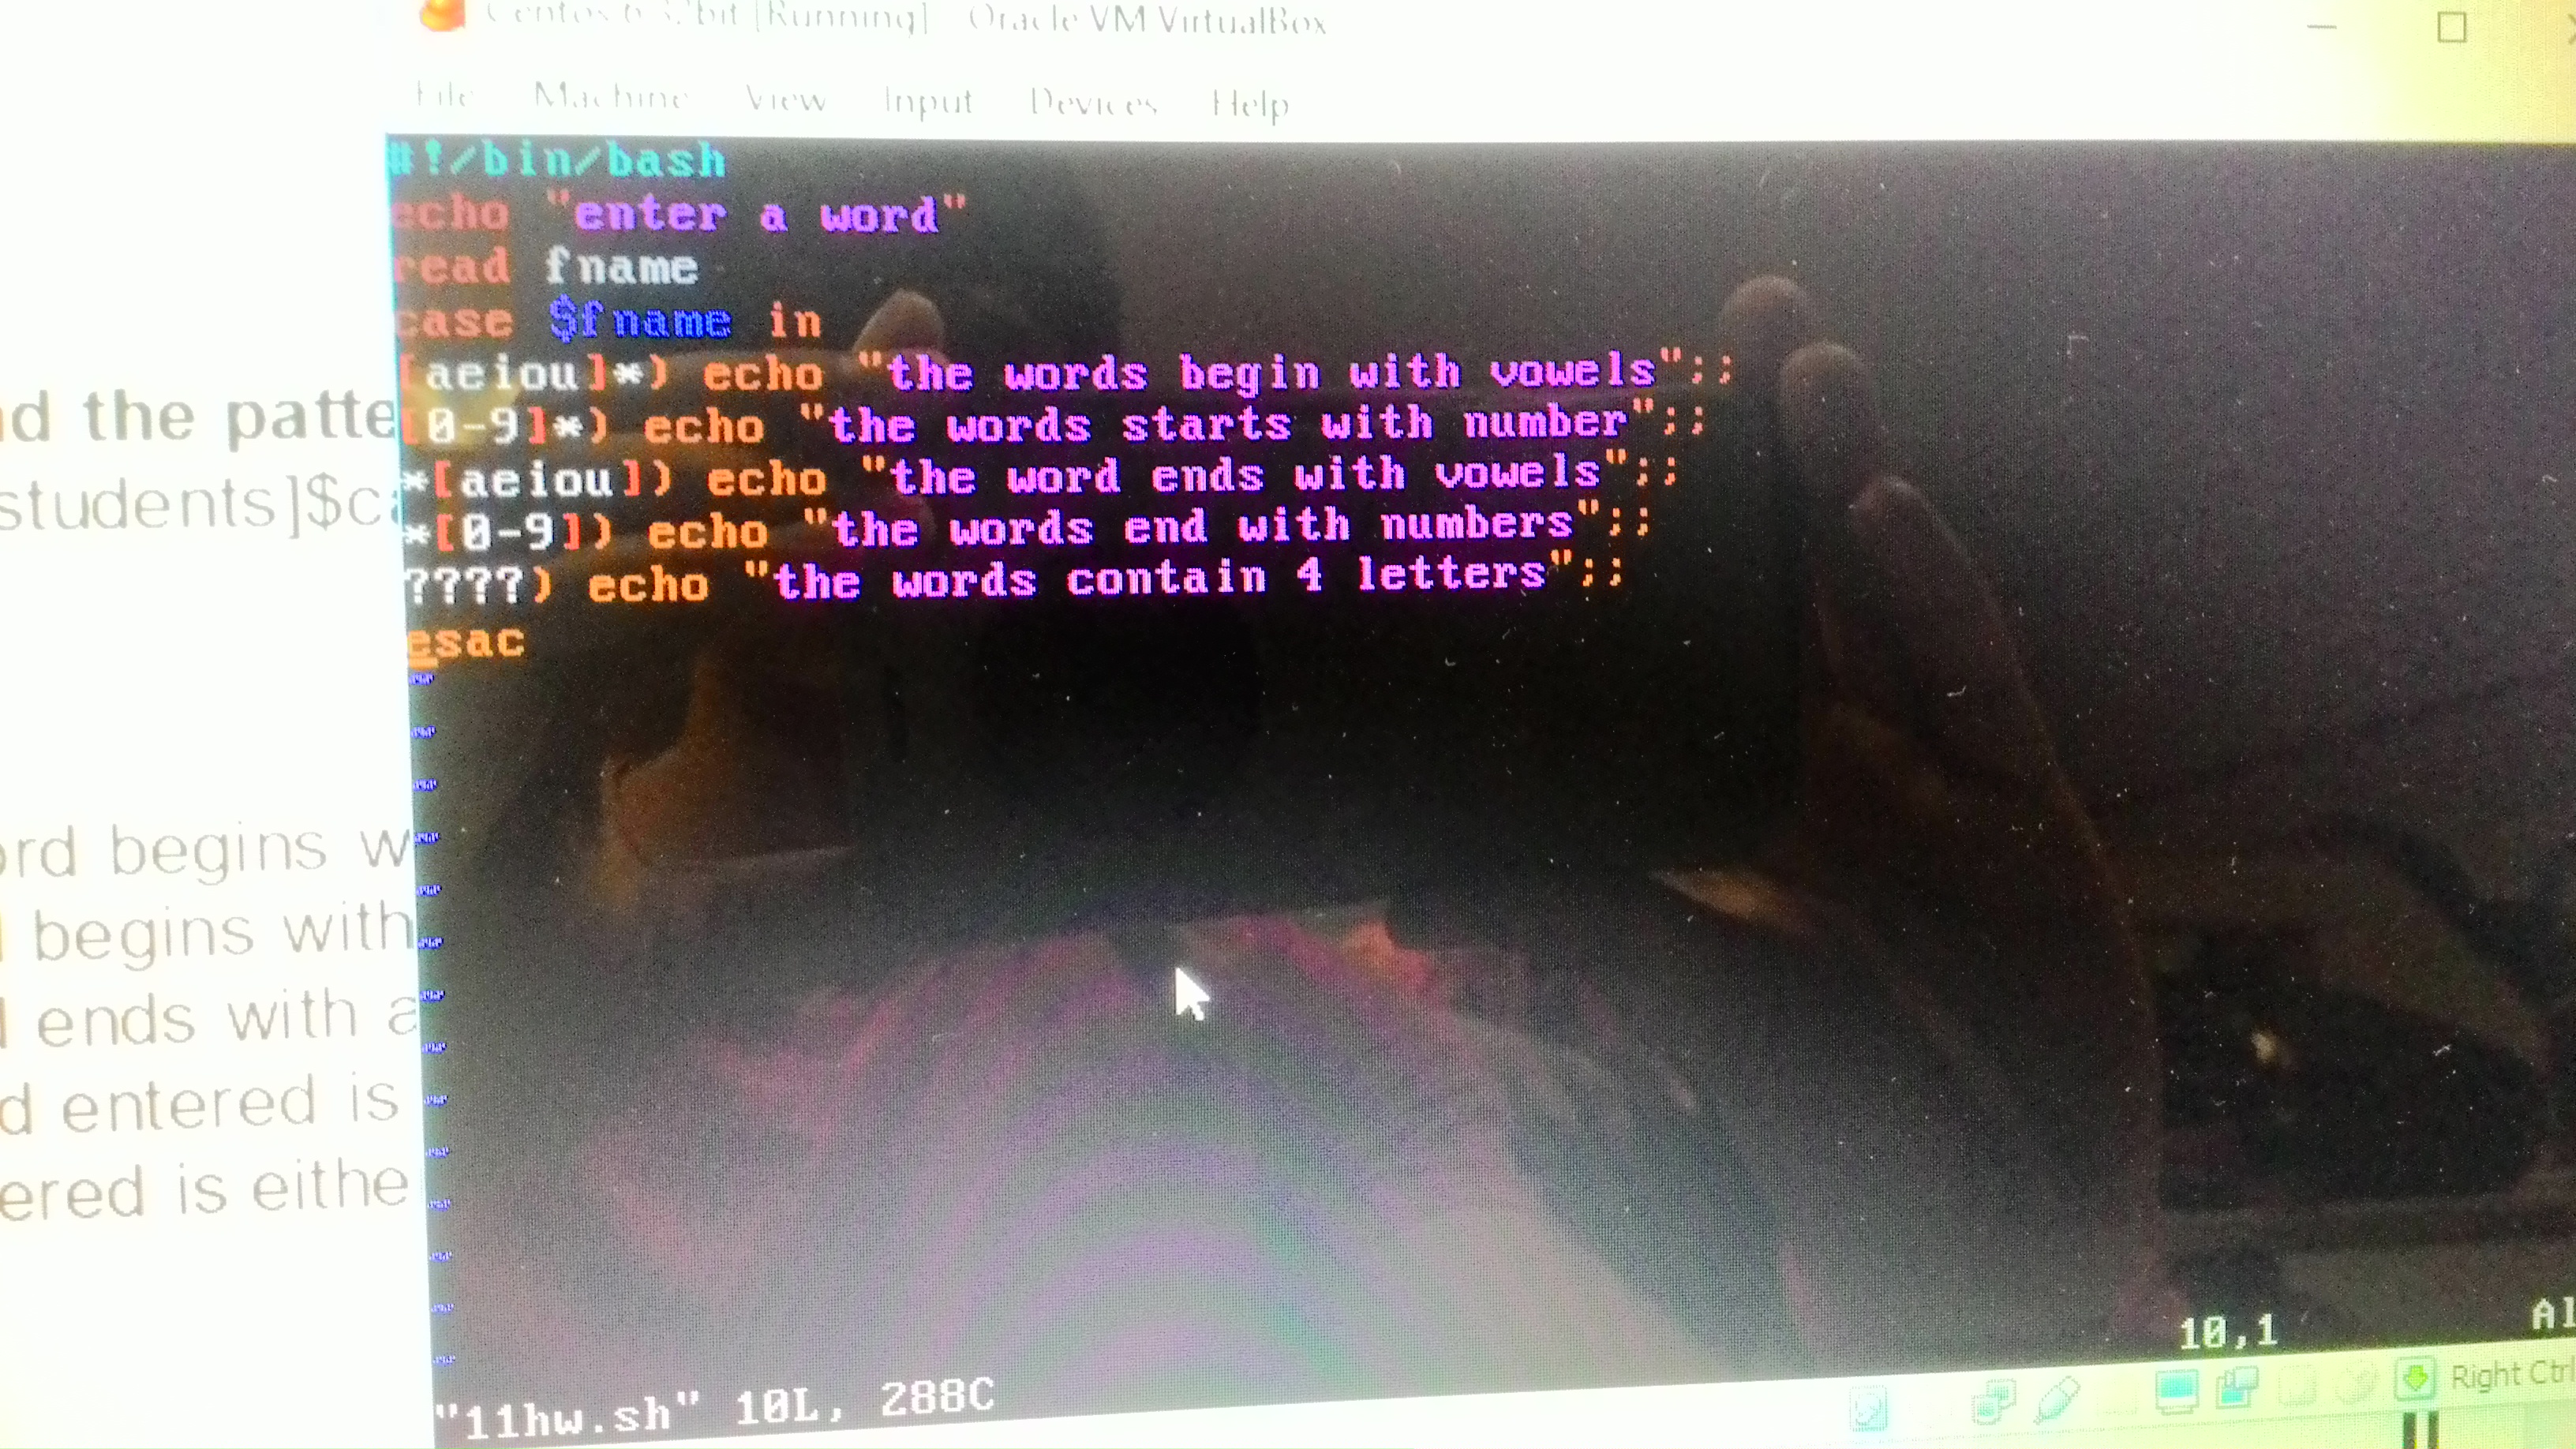 Centos 6 32bit [Running] Oracle VM VirtualBox
File Machine View Input Devices Help
#!/bin/bash
echo "enter a word"
read fname
case $fname in
[aeiou]*) echo "the words begin with vowels";;
[0-9]*) echo "the words starts with number";;
*[aeiou]) echo "the word ends with vowels";;
*[0-9]) echo "the words end with numbers";;
????) echo "the words contain 4 letters";;
esac
~
~
~
~
~
~
~
~
~
~
~
~
~
~
"11hw.sh" 10L, 288C 10,1 Al
Right Ctrl
d the patte
students]$c
ord begins w
begins with
ends with a
d entered is
ered is eithe